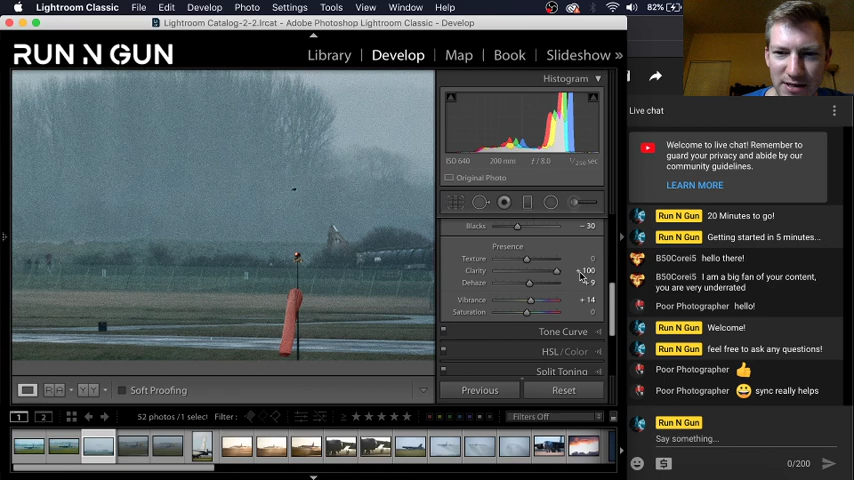 Lightroom Classic File Edit Develop Photo Settings Tools View Window Help 82%
Lightroom Catalog-2-2.lrcat - Adobe Photoshop Lightroom Classic - Develop
RUN N GUN
Library Develop Map Book Slideshow »
Histogram
ISO 640 200 mm ƒ / 8.0 1/250 sec
Original Photo
Blacks - 30
Presence
Texture 0
Clarity + 100
Dehaze + 9
Vibrance + 14
Saturation 0
Tone Curve
HSL / Color
Split Toning
Soft Proofing
Previous Reset
1 2 52 photos /1 select Filter: Filters Off
Live chat
Welcome to live chat! Remember to
guard your privacy and abide by our
community guidelines.
LEARN MORE
Run N Gun 20 Minutes to go!
Run N Gun Getting started in 5 minutes...
B50Corei5 hello there!
B50Corei5 I am a big fan of your content,
you are very underrated
Poor Photographer hello!
Run N Gun Welcome!
Run N Gun feel free to ask any questions!
Poor Photographer 👍
Poor Photographer 😀 sync really helps
Run N Gun
Say something...
0/200